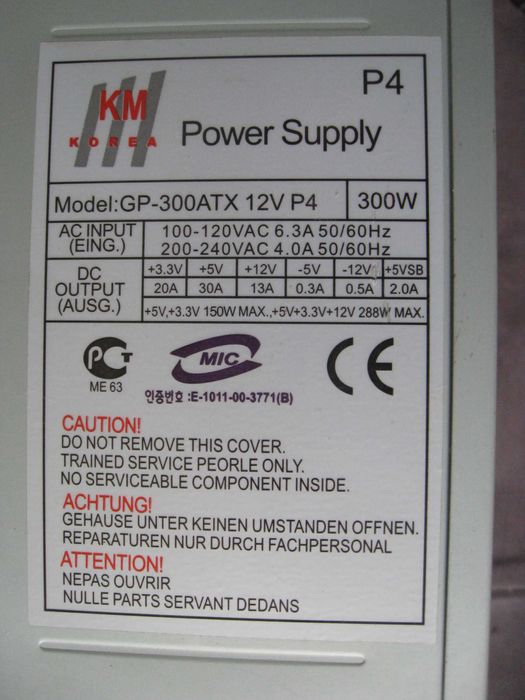 P4
KM
KOREA
Power Supply
Model:GP-300ATX 12V P4 300W
AC INPUT 100-120VAC 6.3A 50/60Hz
(EING.) 200-240VAC 4.0A 50/60Hz
DC +3.3V +5V +12V -5V -12V +5VSB
OUTPUT 20A 30A 13A 0.3A 0.5A 2.0A
(AUSG.) +5V,+3.3V 150W MAX.,+5V+3.3V+12V 288W MAX.
PCT MIC CE
ME 63
인증번호 :E-1011-00-3771(B)
CAUTION!
DO NOT REMOVE THIS COVER.
TRAINED SERVICE PEORLE ONLY.
NO SERVICEABLE COMPONENT INSIDE.
ACHTUNG!
GEHAUSE UNTER KEINEN UMSTANDEN OFFNEN.
REPARATUREN NUR DURCH FACHPERSONAL
ATTENTION!
NEPAS OUVRIR
NULLE PARTS SERVANT DEDANS